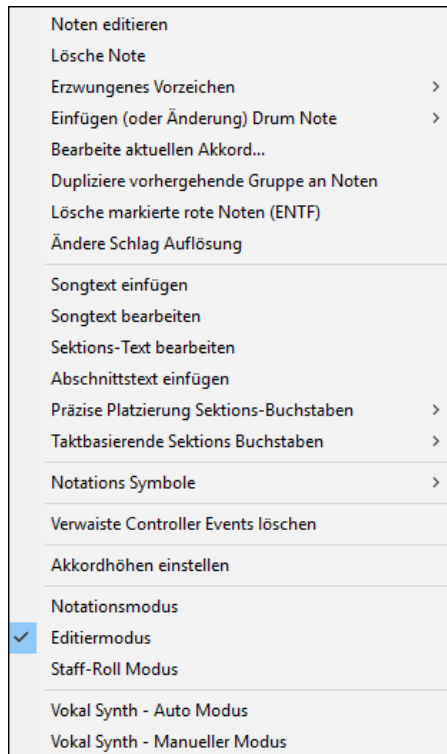 Noten editieren
Lösche Note
Erzwungenes Vorzeichen
Einfügen (oder Änderung) Drum Note
Bearbeite aktuellen Akkord...
Dupliziere vorhergehende Gruppe an Noten
Lösche markierte rote Noten (ENTF)
Ändere Schlag Auflösung
Songtext einfügen
Songtext bearbeiten
Sektions-Text bearbeiten
Abschnittstext einfügen
Präzise Platzierung Sektions-Buchstaben
Taktbasierende Sektions Buchstaben
Notations Symbole
Verwaiste Controller Events löschen
Akkordhöhen einstellen
Notationsmodus
Editiermodus
Staff-Roll Modus
Vokal Synth - Auto Modus
Vokal Synth - Manueller Modus